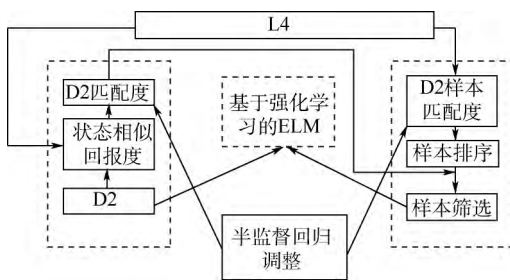 L4
D2匹配度
状态相似
回报度
D2
基于强化学
习的ELM
半监督回归
调整
D2样本
匹配度
样本排序
样本筛选